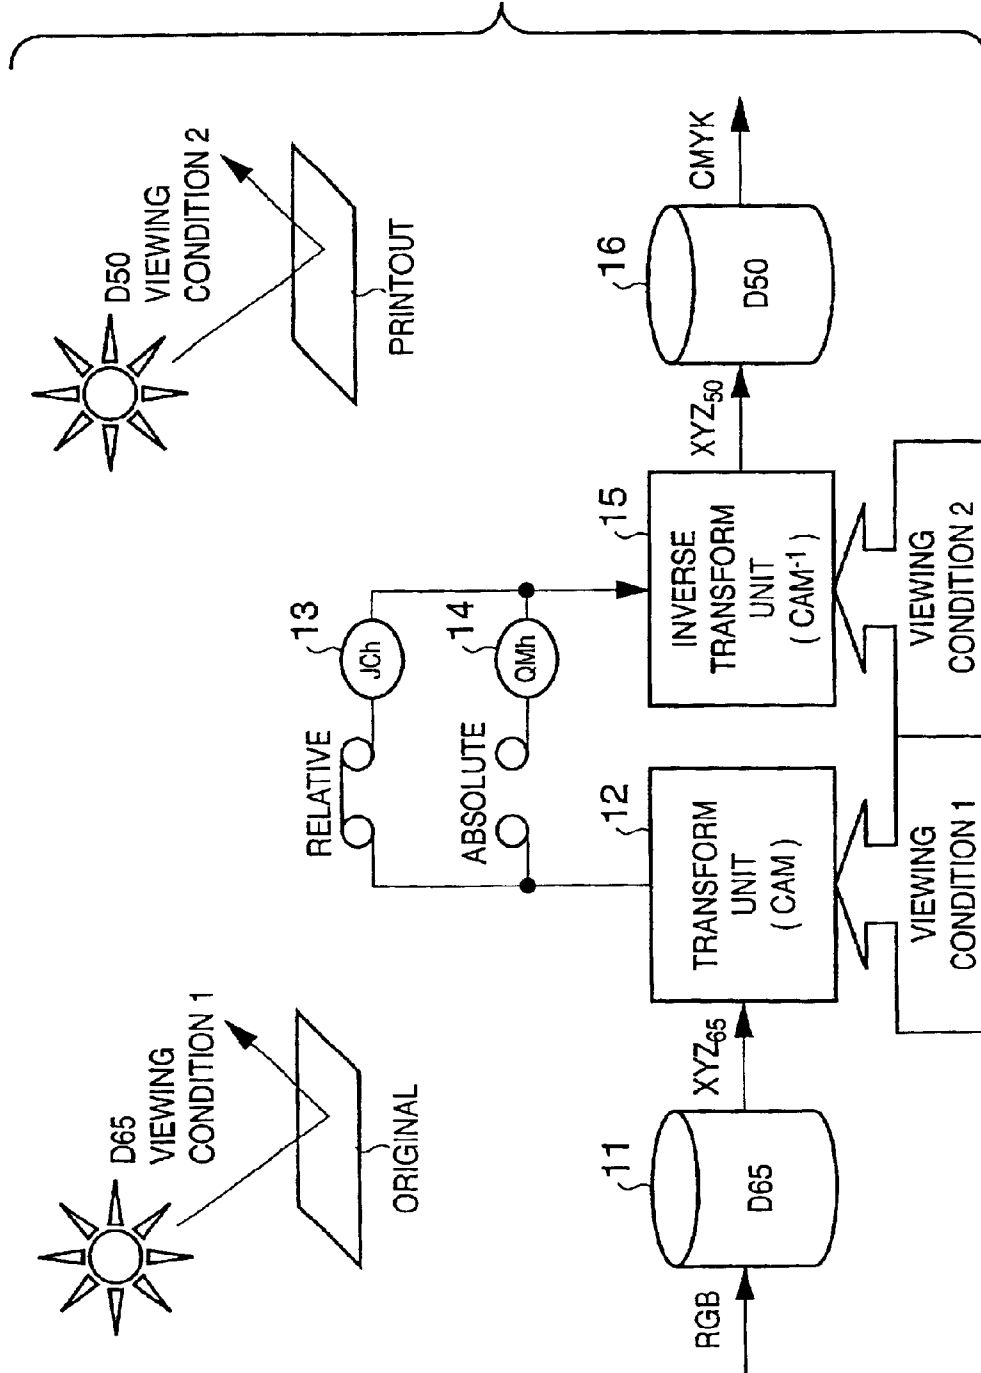 D65
VIEWING
CONDITION 1
ORIGINAL
D50
VIEWING
CONDITION 2
PRINTOUT
RELATIVE
JCh
13
ABSOLUTE
QMh
14
RGB
11
D65
XYZ65
12
TRANSFORM
UNIT
( CAM )
15
INVERSE
TRANSFORM
UNIT
( CAM-1 )
XYZ50
16
D50
CMYK
VIEWING
CONDITION 1
VIEWING
CONDITION 2